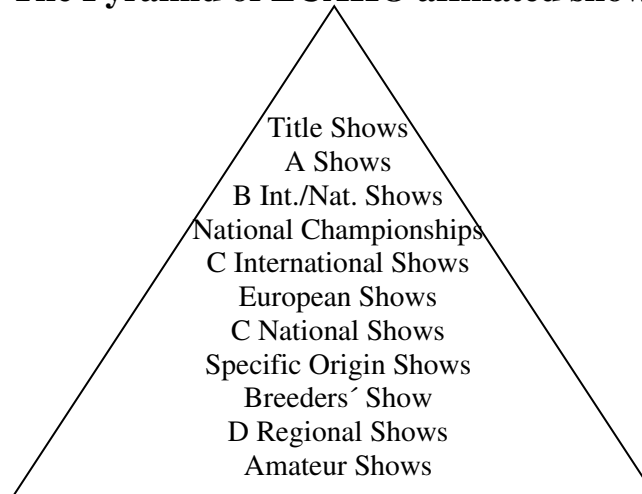 The Pyramid of ECAHO affiliated show
Title Shows
A Shows
B Int./Nat. Shows
National Championships
C International Shows
European Shows
C National Shows
Specific Origin Shows
Breeders´ Show
D Regional Shows
Amateur Shows